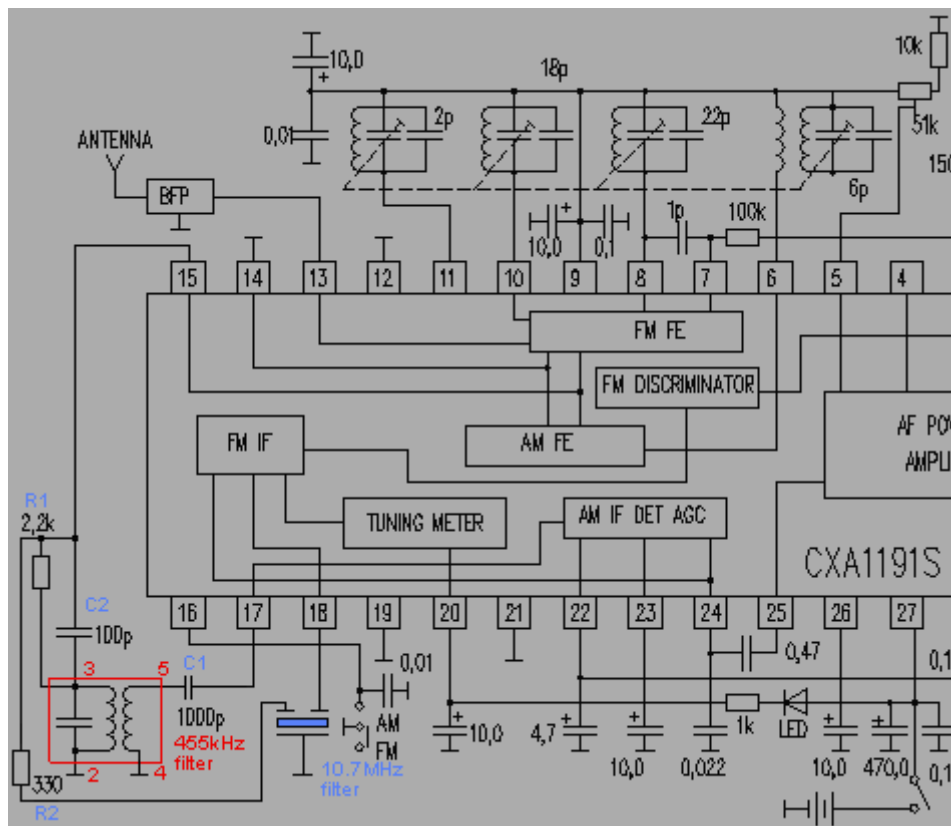 10,0
18p
10k
0,01
2p
22p
51k
ANTENNA
150
BFP
6p
1p
100k
10,0
0,1
15
14
13
12
11
10
9
8
7
6
5
4
FM FE
FM DISCRIMINATOR
FM IF
AM FE
AF POW
AMPLI
R1
2,2k
TUNING METER
AM IF DET AGC
CXA1191S
16
17
18
19
20
21
22
23
24
25
26
27
C2
100p
3
5
C1
1000p
0,01
0,47
0,1
455kHz
filter
AM
FM
10,0
4,7
1k
LED
2
4
330
R2
10.7MHz
filter
10,0
0,022
10,0
470,0
0,1